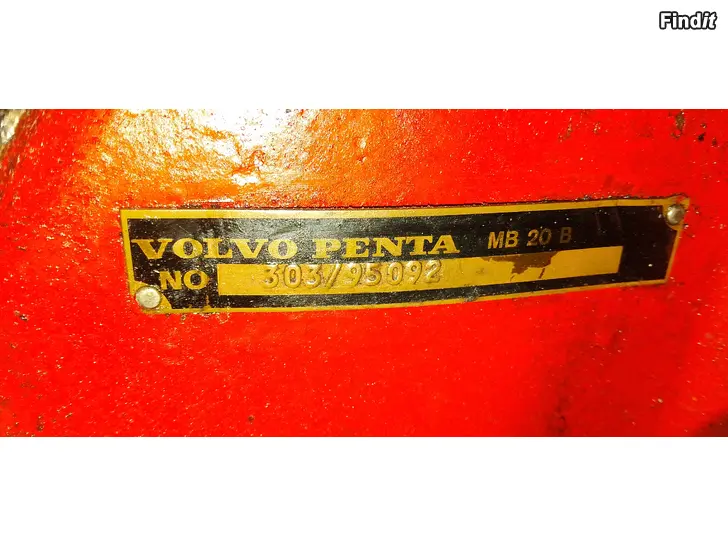 Findit
VOLVO PENTA MB 20 B
NO 303/95092